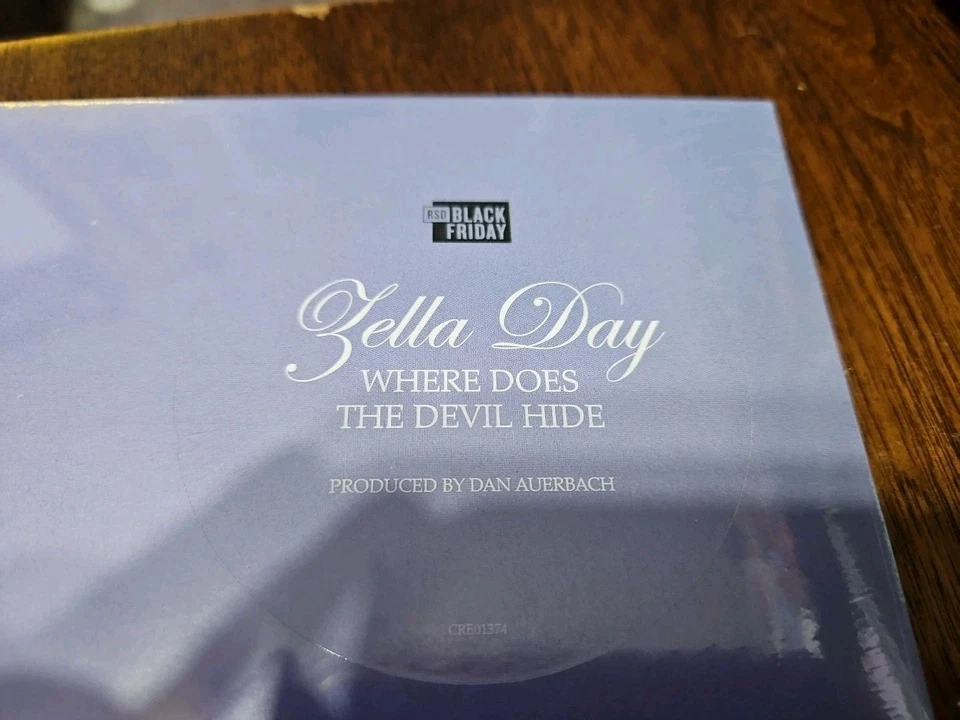 RSD BLACK
FRIDAY
Zella Day
WHERE DOES
THE DEVIL HIDE
PRODUCED BY DAN AUERBACH
CRE01374